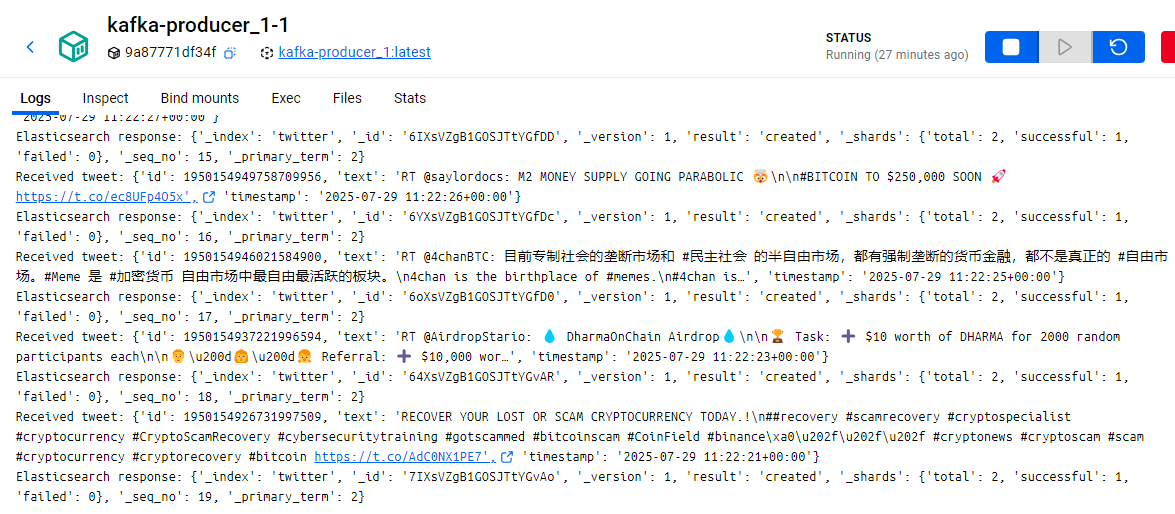 kafka-producer_1-1
9a87771df34f kafka-producer_1:latest
STATUS
Running (27 minutes ago)
Logs Inspect Bind mounts Exec Files Stats
'2025-07-29 11:22:27+00:00'}
Elasticsearch response: {'_index': 'twitter', '_id': '6IXsVZgB1GOSJTtYGfDD', '_version': 1, 'result': 'created', '_shards': {'total': 2, 'successful': 1,
'failed': 0}, '_seq_no': 15, '_primary_term': 2}
Received tweet: {'id': 1950154949758709956, 'text': 'RT @saylordocs: M2 MONEY SUPPLY GOING PARABOLIC 🤯\n\n#BITCOIN TO $250,000 SOON 🚀
https://t.co/ec8UFp4O5x', 'timestamp': '2025-07-29 11:22:26+00:00'}
Elasticsearch response: {'_index': 'twitter', '_id': '6YXsVZgB1GOSJTtYGfDc', '_version': 1, 'result': 'created', '_shards': {'total': 2, 'successful': 1,
'failed': 0}, '_seq_no': 16, '_primary_term': 2}
Received tweet: {'id': 1950154946021584900, 'text': 'RT @4chanBTC: 目前专制社会的垄断市场和 #民主社会 的半自由市场，都有强制垄断的货币金融，都不是真正的 #自由市
场。#Meme 是 #加密货币 自由市场中最自由最活跃的板块。\n4chan is the birthplace of #memes.\n#4chan is…', 'timestamp': '2025-07-29 11:22:25+00:00'}
Elasticsearch response: {'_index': 'twitter', '_id': '6oXsVZgB1GOSJTtYGfD0', '_version': 1, 'result': 'created', '_shards': {'total': 2, 'successful': 1,
'failed': 0}, '_seq_no': 17, '_primary_term': 2}
Received tweet: {'id': 1950154937221996594, 'text': 'RT @AirdropStario: 💧 DharmaOnChain Airdrop💧\n\n🏆 Task: ➕ $10 worth of DHARMA for 2000 random
participants each\n\n👨\u200d👩\u200d👧 Referral: ➕ $10,000 wor…', 'timestamp': '2025-07-29 11:22:23+00:00'}
Elasticsearch response: {'_index': 'twitter', '_id': '64XsVZgB1GOSJTtYGvAR', '_version': 1, 'result': 'created', '_shards': {'total': 2, 'successful': 1,
'failed': 0}, '_seq_no': 18, '_primary_term': 2}
Received tweet: {'id': 1950154926731997509, 'text': 'RECOVER YOUR LOST OR SCAM CRYPTOCURRENCY TODAY.!\n##recovery #scamrecovery #cryptospecialist
#cryptocurrency #CryptoScamRecovery #cybersecuritytraining #gotscammed #bitcoinscam #CoinField #binance\xa0\u202f\u202f\u202f #cryptonews #cryptoscam #scam
#cryptocurrency #cryptorecovery #bitcoin https://t.co/AdC0NX1PE7', 'timestamp': '2025-07-29 11:22:21+00:00'}
Elasticsearch response: {'_index': 'twitter', '_id': '7IXsVZgB1GOSJTtYGvAo', '_version': 1, 'result': 'created', '_shards': {'total': 2, 'successful': 1,
'failed': 0}, '_seq_no': 19, '_primary_term': 2}